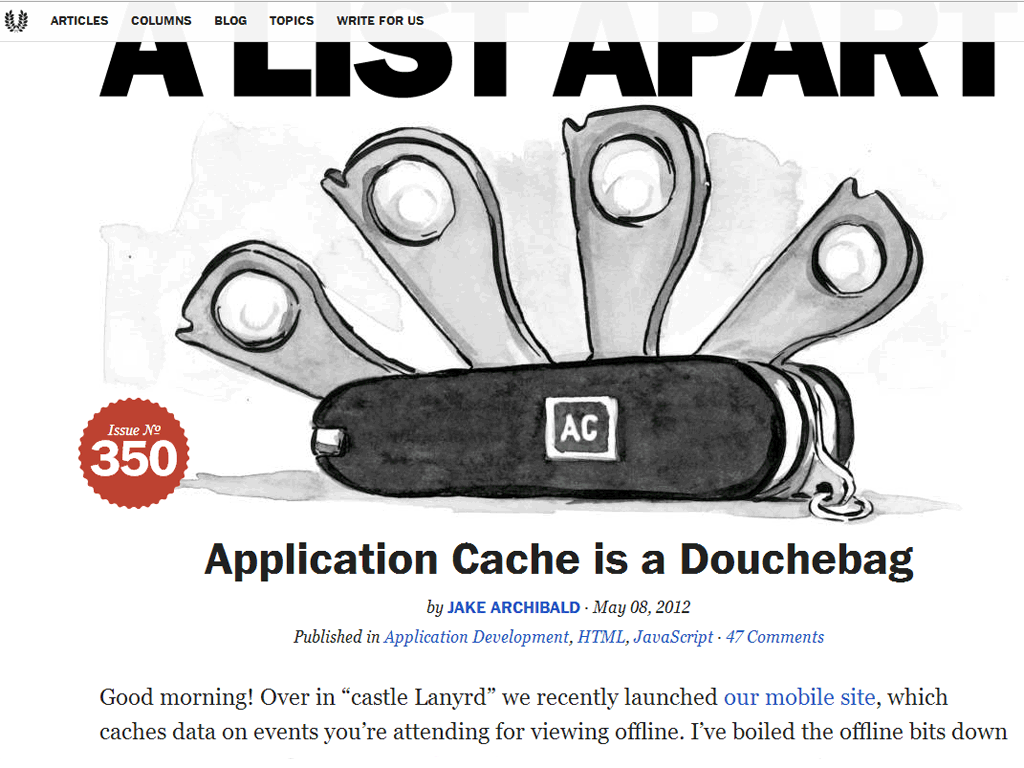 ARTICLES COLUMNS BLOG TOPICS WRITE FOR US
A LIST APART
AC
Issue Nº
350
Application Cache is a Douchebag
by JAKE ARCHIBALD · May 08, 2012
Published in Application Development, HTML, JavaScript · 47 Comments
Good morning! Over in “castle Lanyrd” we recently launched our mobile site, which
caches data on events you’re attending for viewing offline. I’ve boiled the offline bits down